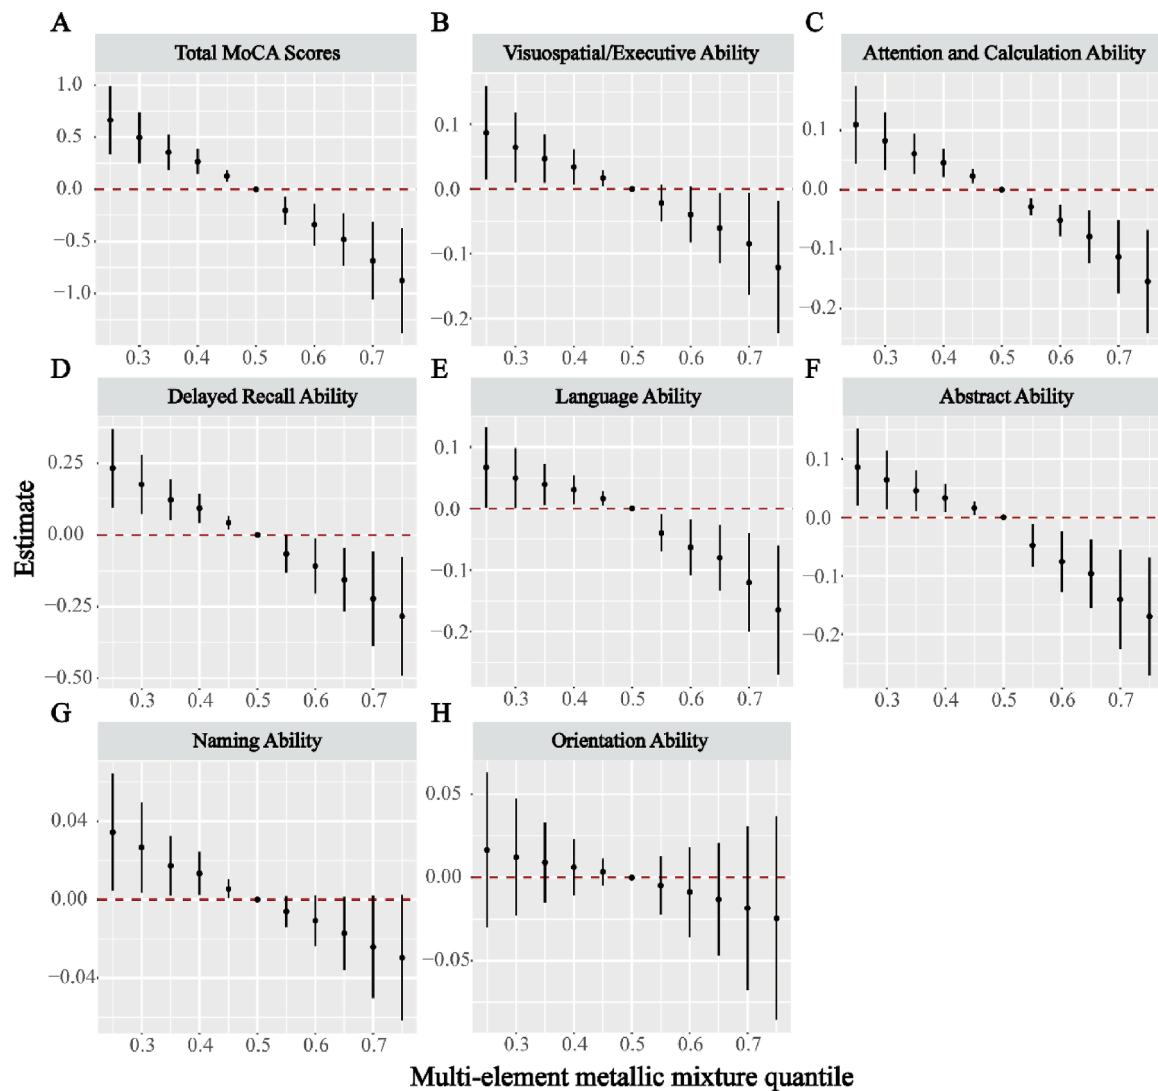 A
B
C
Total MoCA Scores
Visuospatial/Executive Ability
Attention and Calculation Ability
1.0
0.5
0.0
−0.5
−1.0
0.1
0.0
−0.1
−0.2
0.1
0.0
−0.1
−0.2
0.3 0.4 0.5 0.6 0.7
0.3 0.4 0.5 0.6 0.7
0.3 0.4 0.5 0.6 0.7
D
E
F
Delayed Recall Ability
Language Ability
Abstract Ability
0.25
0.00
−0.25
−0.50
0.1
0.0
−0.1
−0.2
0.1
0.0
−0.1
−0.2
0.3 0.4 0.5 0.6 0.7
0.3 0.4 0.5 0.6 0.7
0.3 0.4 0.5 0.6 0.7
G
H
Naming Ability
Orientation Ability
0.04
0.00
−0.04
0.05
0.00
−0.05
0.3 0.4 0.5 0.6 0.7
0.3 0.4 0.5 0.6 0.7
Estimate
Multi-element metallic mixture quantile